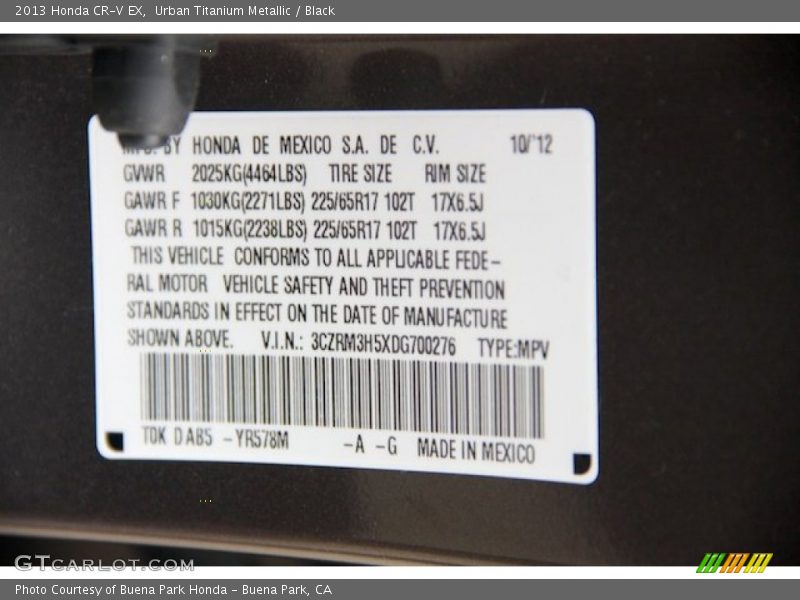 2013 Honda CR-V EX, Urban Titanium Metallic / Black
MFG. BY HONDA DE MEXICO S.A. DE C.V. 10/'12
GVWR 2025KG(4464LBS) TIRE SIZE RIM SIZE
GAWR F 1030KG(2271LBS) 225/65R17 102T 17X6.5J
GAWR R 1015KG(2238LBS) 225/65R17 102T 17X6.5J
THIS VEHICLE CONFORMS TO ALL APPLICABLE FEDE-
RAL MOTOR VEHICLE SAFETY AND THEFT PREVENTION
STANDARDS IN EFFECT ON THE DATE OF MANUFACTURE
SHOWN ABOVE. V.I.N.: 3CZRM3H5XDG700276 TYPE:MPV
T0K DAB5 -YR578M -A -G MADE IN MEXICO
GTCARLOT.COM
Photo Courtesy of Buena Park Honda - Buena Park, CA